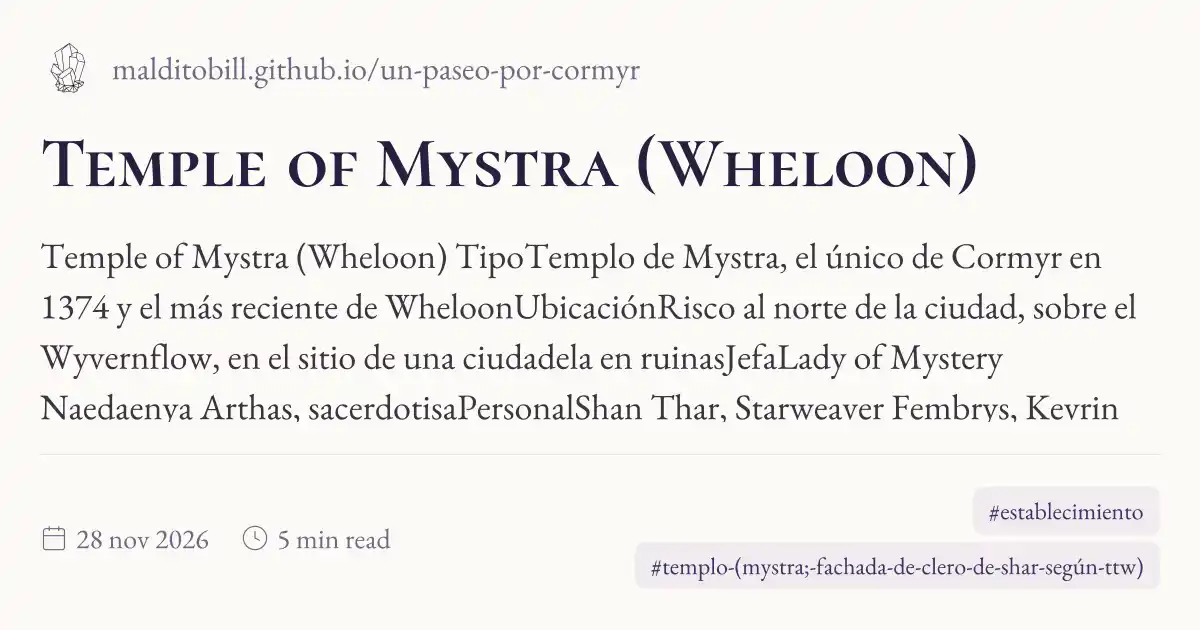 malditobill.github.io/un-paseo-por-cormyr
Temple of Mystra (Wheloon)
Temple of Mystra (Wheloon) TipoTemplo de Mystra, el único de Cormyr en
1374 y el más reciente de WheloonUbicaciónRisco al norte de la ciudad, sobre el
Wyvernflow, en el sitio de una ciudadela en ruinasJefaLady of Mystery
Naedaenya Arthas, sacerdotisaPersonalShan Thar, Starweaver Fembrys, Kevrin
28 nov 2026
5 min read
#establecimiento
#templo-(mystra;-fachada-de-clero-de-shar-según-ttw)